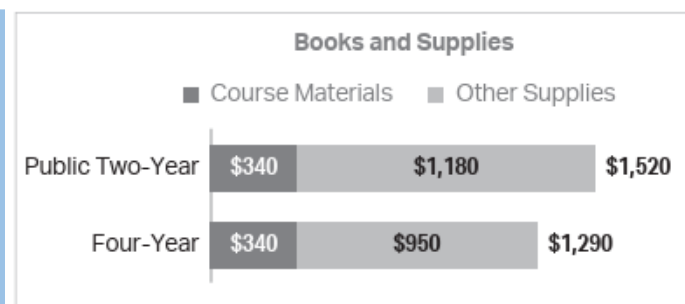 Books and Supplies
Course Materials Other Supplies
Public Two-Year $340 $1,180 $1,520
Four-Year $340 $950 $1,290